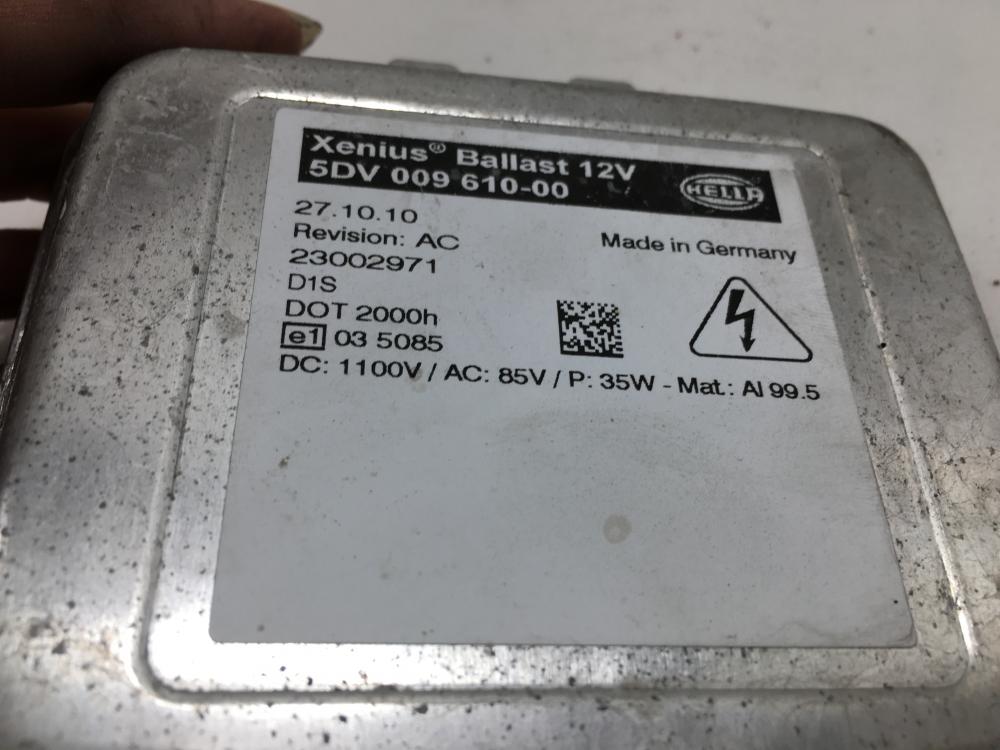 Xenius® Ballast 12V
5DV 009 610-00
HELLA
27.10.10
Revision: AC
Made in Germany
23002971
D1S
DOT 2000h
e1 03 5085
DC: 1100V / AC: 85V / P: 35W - Mat.: Al 99.5